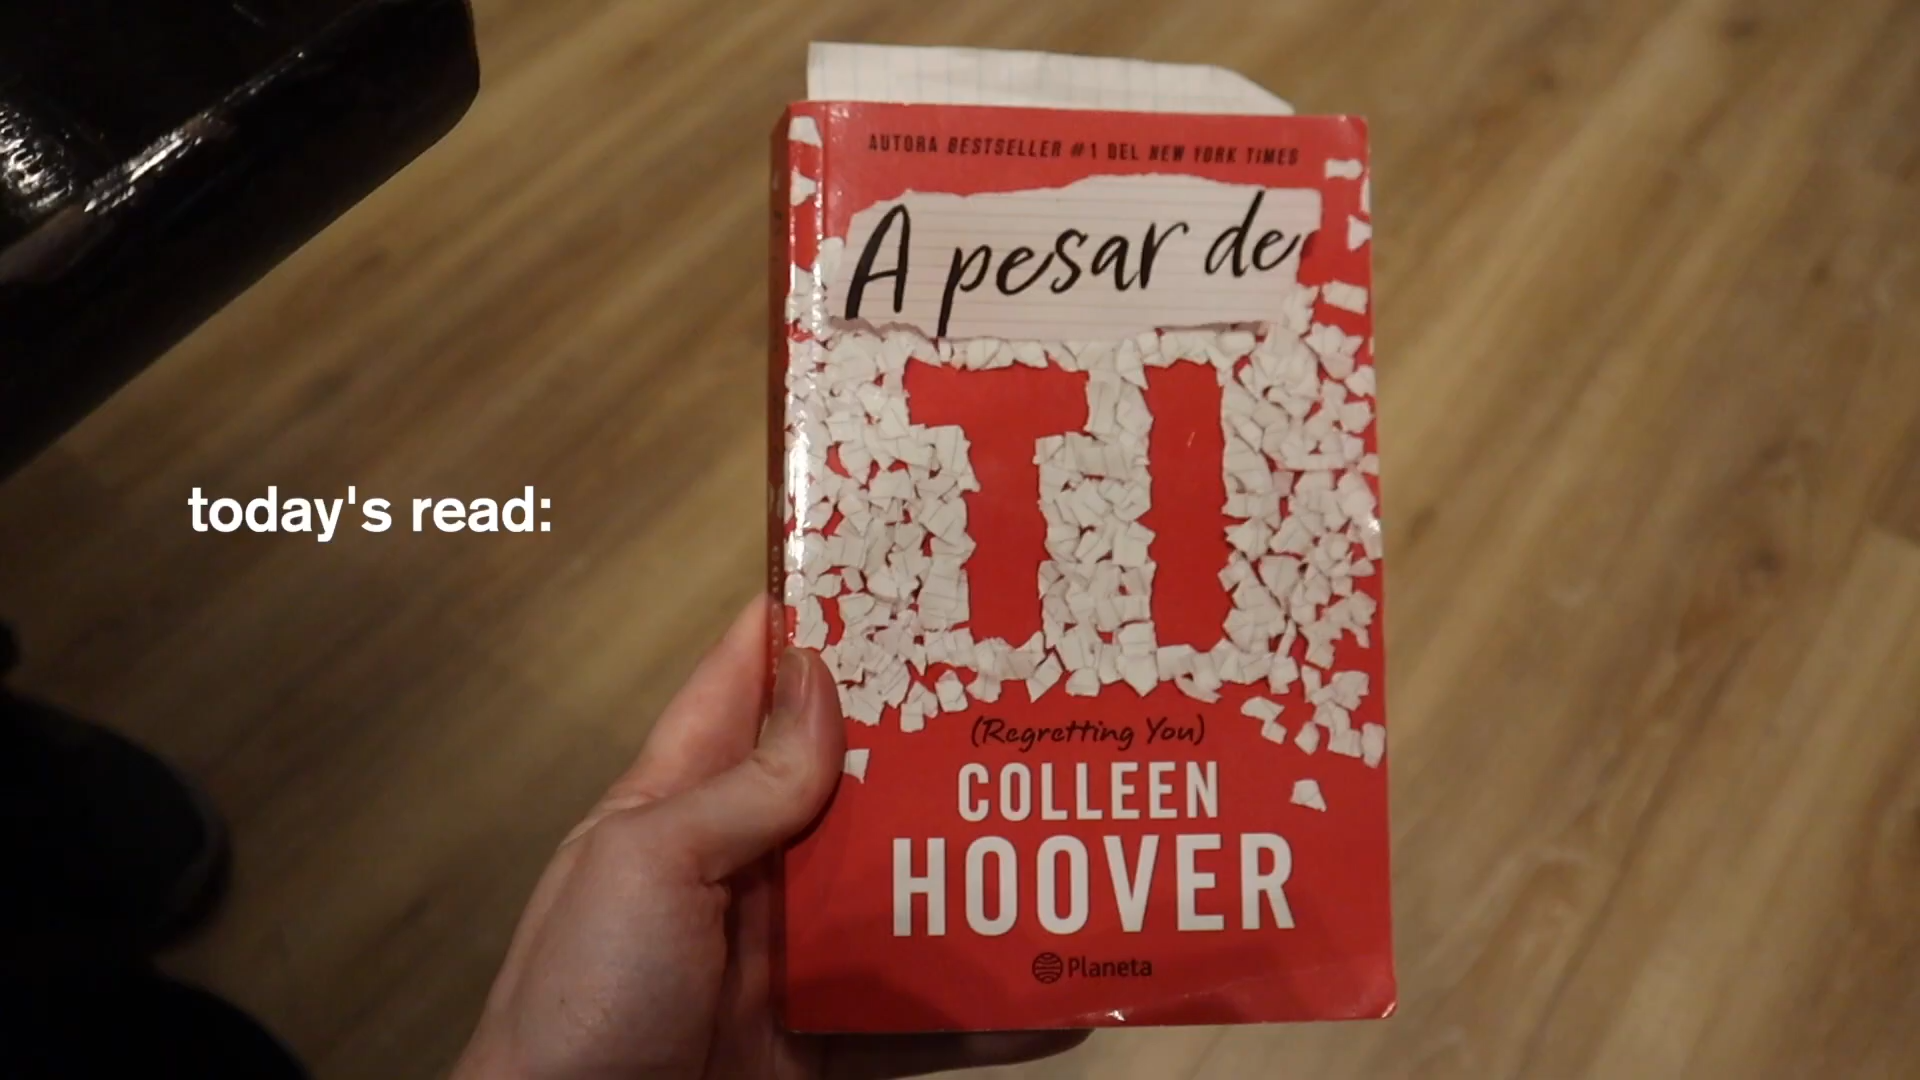 AUTORA BESTSELLER #1 DEL NEW YORK TIMES
A pesar de
TI
today's read:
(Regretting You)
COLLEEN
HOOVER
Planeta